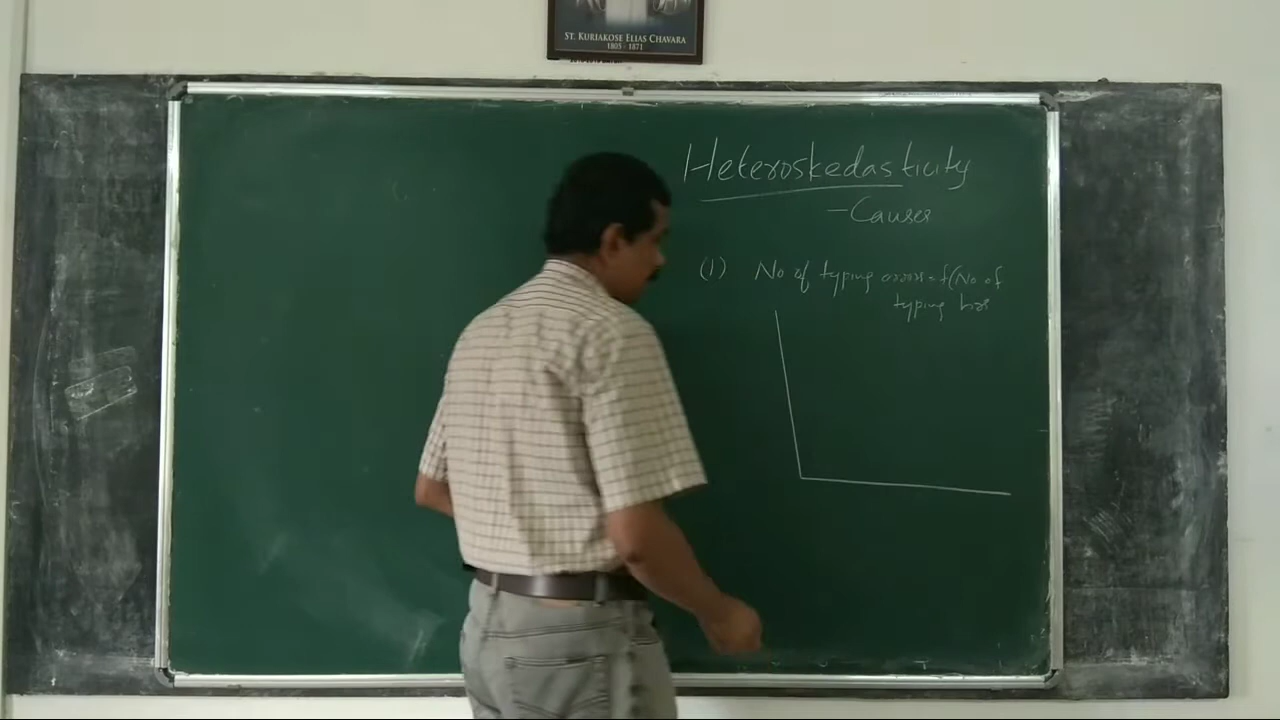 ST. KURIAKOSE ELIAS CHAVARA
1805 - 1871
Heteroskedasticity
- Causes
(1) No of typing errors = f(No of
typing hrs